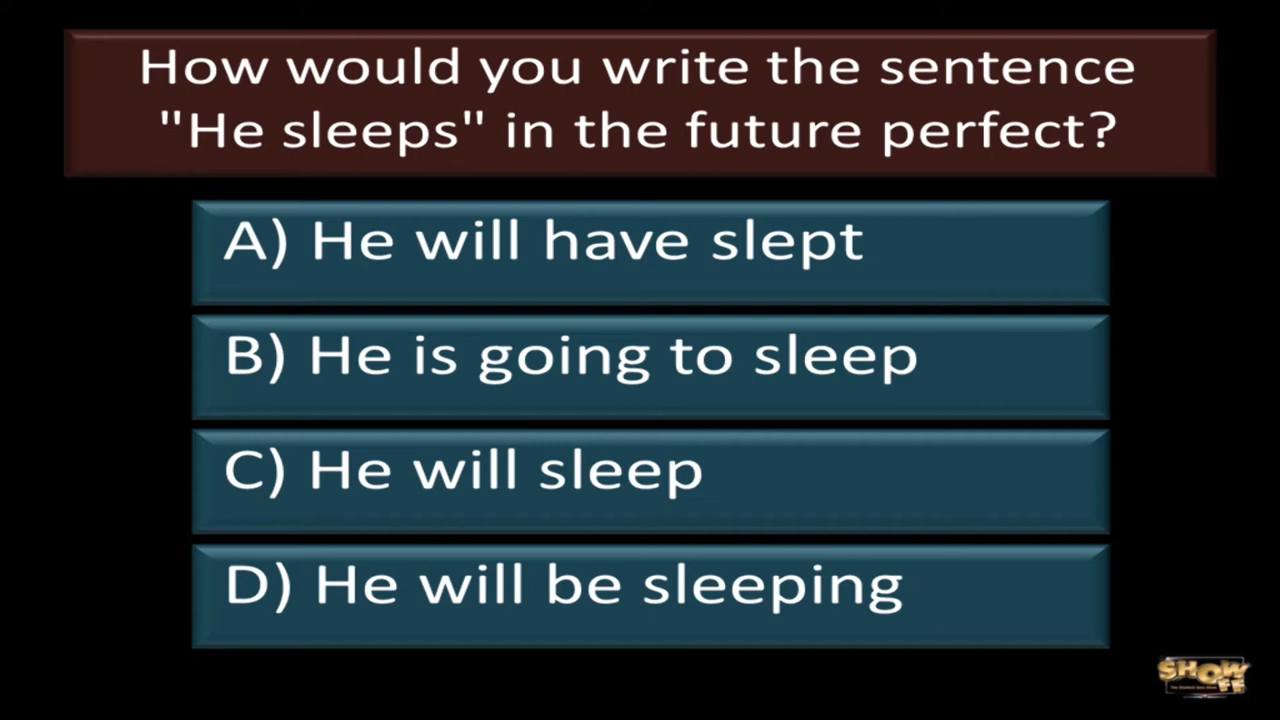 How would you write the sentence
"He sleeps" in the future perfect?
A) He will have slept
B) He is going to sleep
C) He will sleep
D) He will be sleeping
SHOW
FF